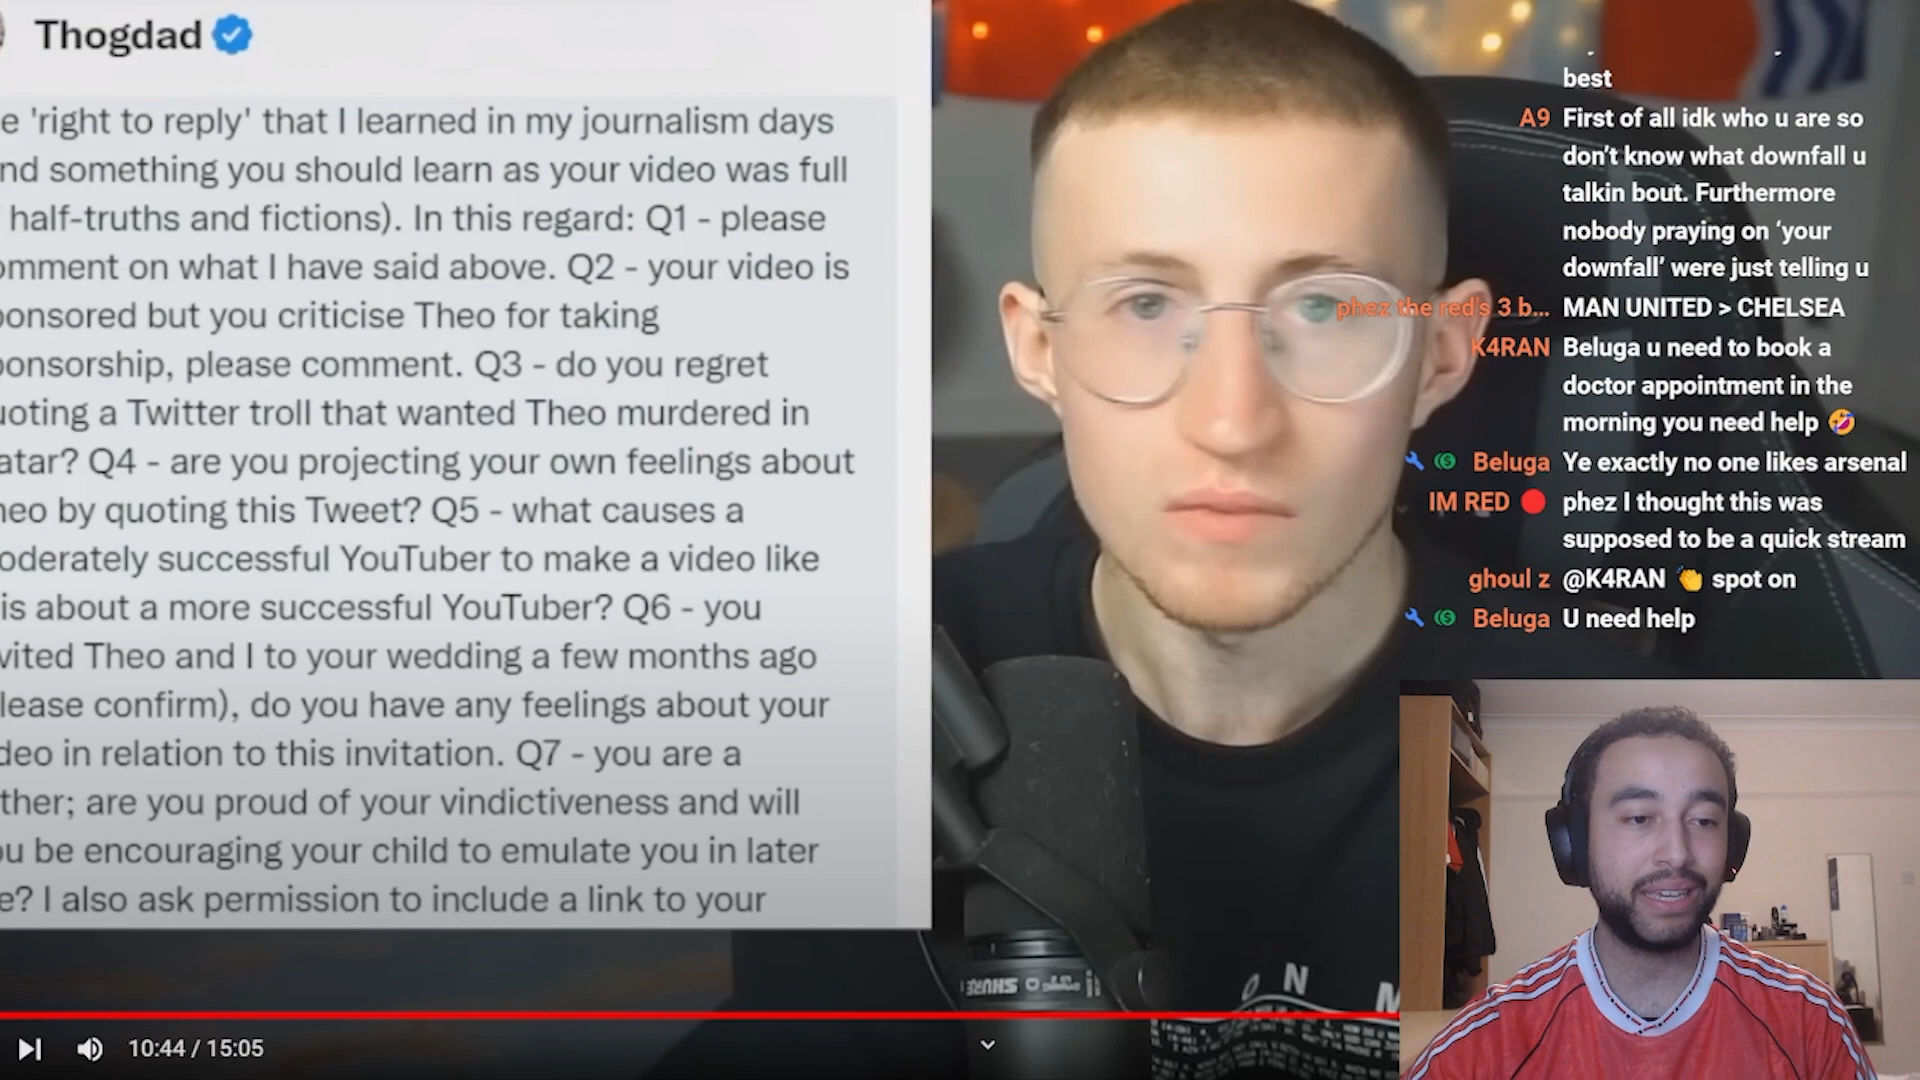 Thogdad
e 'right to reply' that I learned in my journalism days
nd something you should learn as your video was full
half-truths and fictions). In this regard: Q1 - please
omment on what I have said above. Q2 - your video is
ponsored but you criticise Theo for taking
ponsorship, please comment. Q3 - do you regret
uoting a Twitter troll that wanted Theo murdered in
atar? Q4 - are you projecting your own feelings about
heo by quoting this Tweet? Q5 - what causes a
oderately successful YouTuber to make a video like
is about a more successful YouTuber? Q6 - you
vited Theo and I to your wedding a few months ago
lease confirm), do you have any feelings about your
deo in relation to this invitation. Q7 - you are a
ther; are you proud of your vindictiveness and will
ou be encouraging your child to emulate you in later
e? I also ask permission to include a link to your
best
A9 First of all idk who u are so
don't know what downfall u
talkin bout. Furthermore
nobody praying on 'your
downfall' were just telling u
phez the red's 3 b... MAN UNITED > CHELSEA
K4RAN Beluga u need to book a
doctor appointment in the
morning you need help 🤣
Beluga Ye exactly no one likes arsenal
IM RED 🔴 phez I thought this was
supposed to be a quick stream
ghoul z @K4RAN 👏 spot on
Beluga U need help
SHURE
O N M
10:44 / 15:05